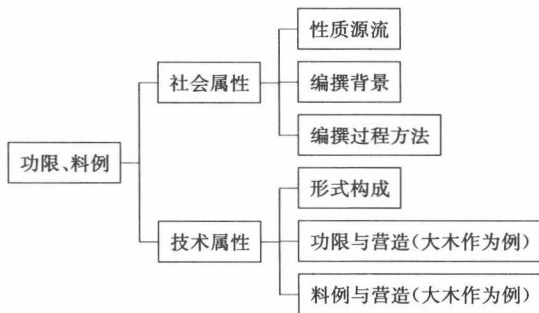 性质源流
社会属性
编撰背景
编撰过程方法
功限、料例
形式构成
技术属性
功限与营造(大木作为例)
料例与营造(大木作为例)